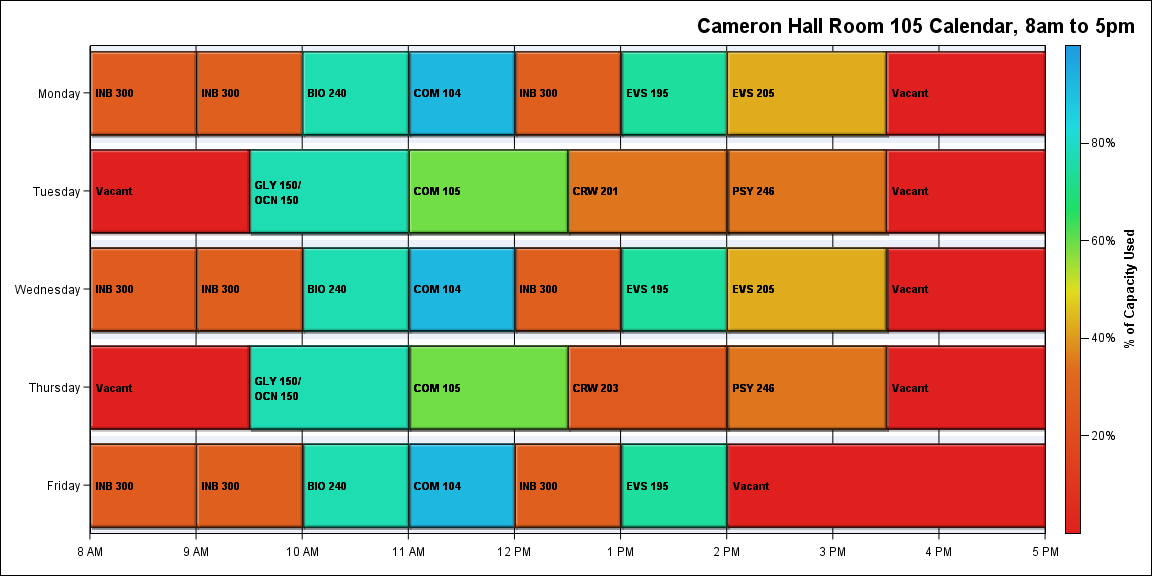 Cameron Hall Room 105 Calendar, 8am to 5pm
Monday
INB 300
INB 300
BIO 240
COM 104
INB 300
EVS 195
EVS 205
Vacant
Tuesday
Vacant
GLY 150/
OCN 150
COM 105
CRW 201
PSY 246
Vacant
Wednesday
INB 300
INB 300
BIO 240
COM 104
INB 300
EVS 195
EVS 205
Vacant
Thursday
Vacant
GLY 150/
OCN 150
COM 105
CRW 203
PSY 246
Vacant
Friday
INB 300
INB 300
BIO 240
COM 104
INB 300
EVS 195
Vacant
8 AM
9 AM
10 AM
11 AM
12 PM
1 PM
2 PM
3 PM
4 PM
5 PM
80%
60%
40%
20%
% of Capacity Used